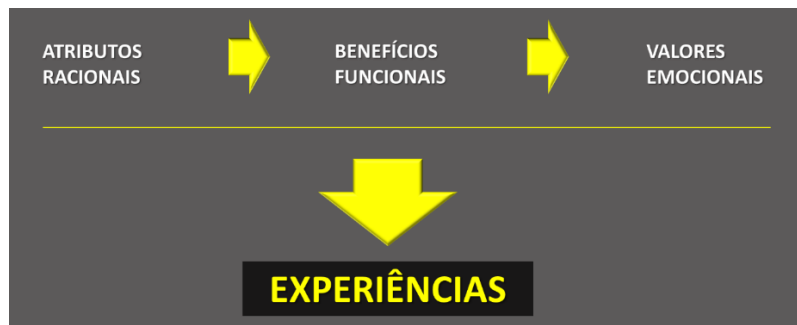 ATRIBUTOS
RACIONAIS
BENEFÍCIOS
FUNCIONAIS
VALORES
EMOCIONAIS
EXPERIÊNCIAS